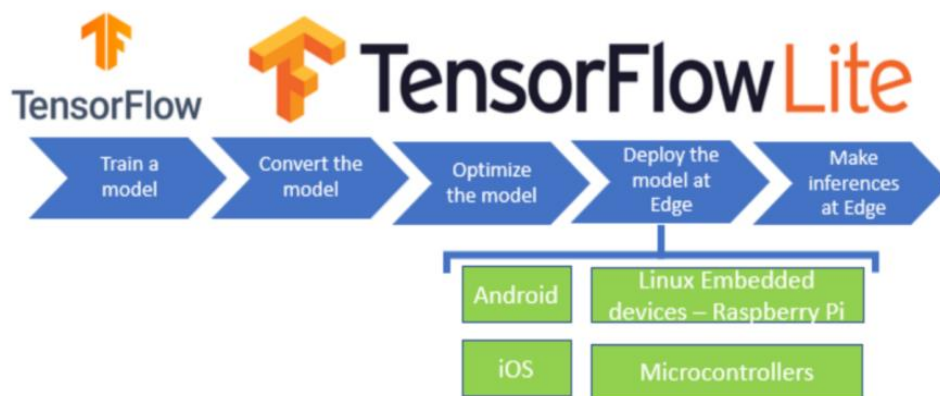 TensorFlow
TensorFlow Lite
Train a
model
Convert the
model
Optimize
the model
Deploy the
model at
Edge
Make
inferences
at Edge
Android
Linux Embedded
devices – Raspberry Pi
iOS
Microcontrollers